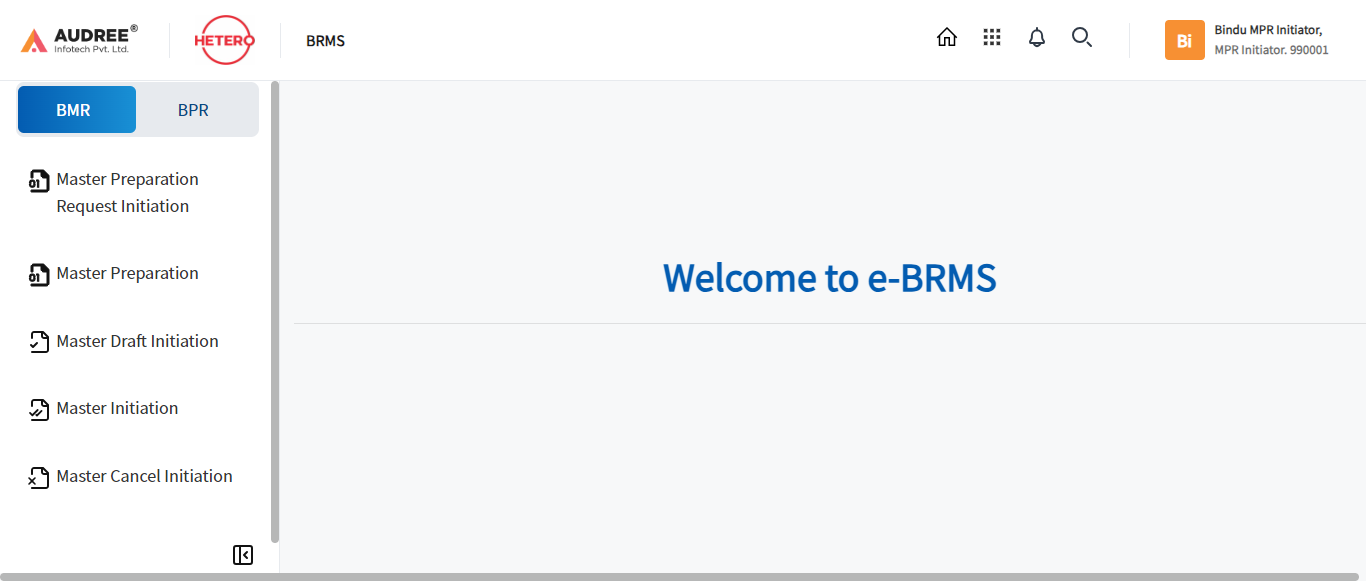 AUDREE®
Infotech Pvt. Ltd.
HETERO
BRMS
Bi
Bindu MPR Initiator,
MPR Initiator. 990001
BMR
BPR
Master Preparation
Request Initiation
Master Preparation
Master Draft Initiation
Master Initiation
Master Cancel Initiation
Welcome to e-BRMS